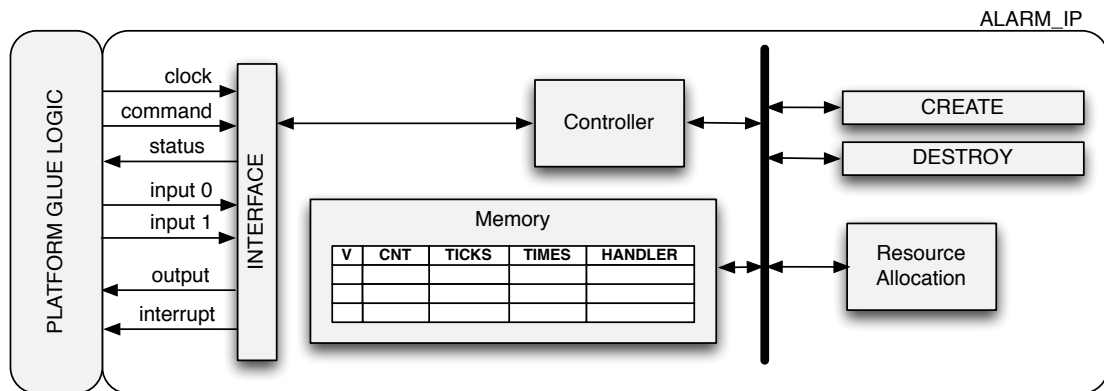 ALARM_IP
PLATFORM GLUE LOGIC
clock
command
status
input 0
input 1
output
interrupt
INTERFACE
Controller
Memory
V CNT TICKS TIMES HANDLER
CREATE
DESTROY
Resource
Allocation